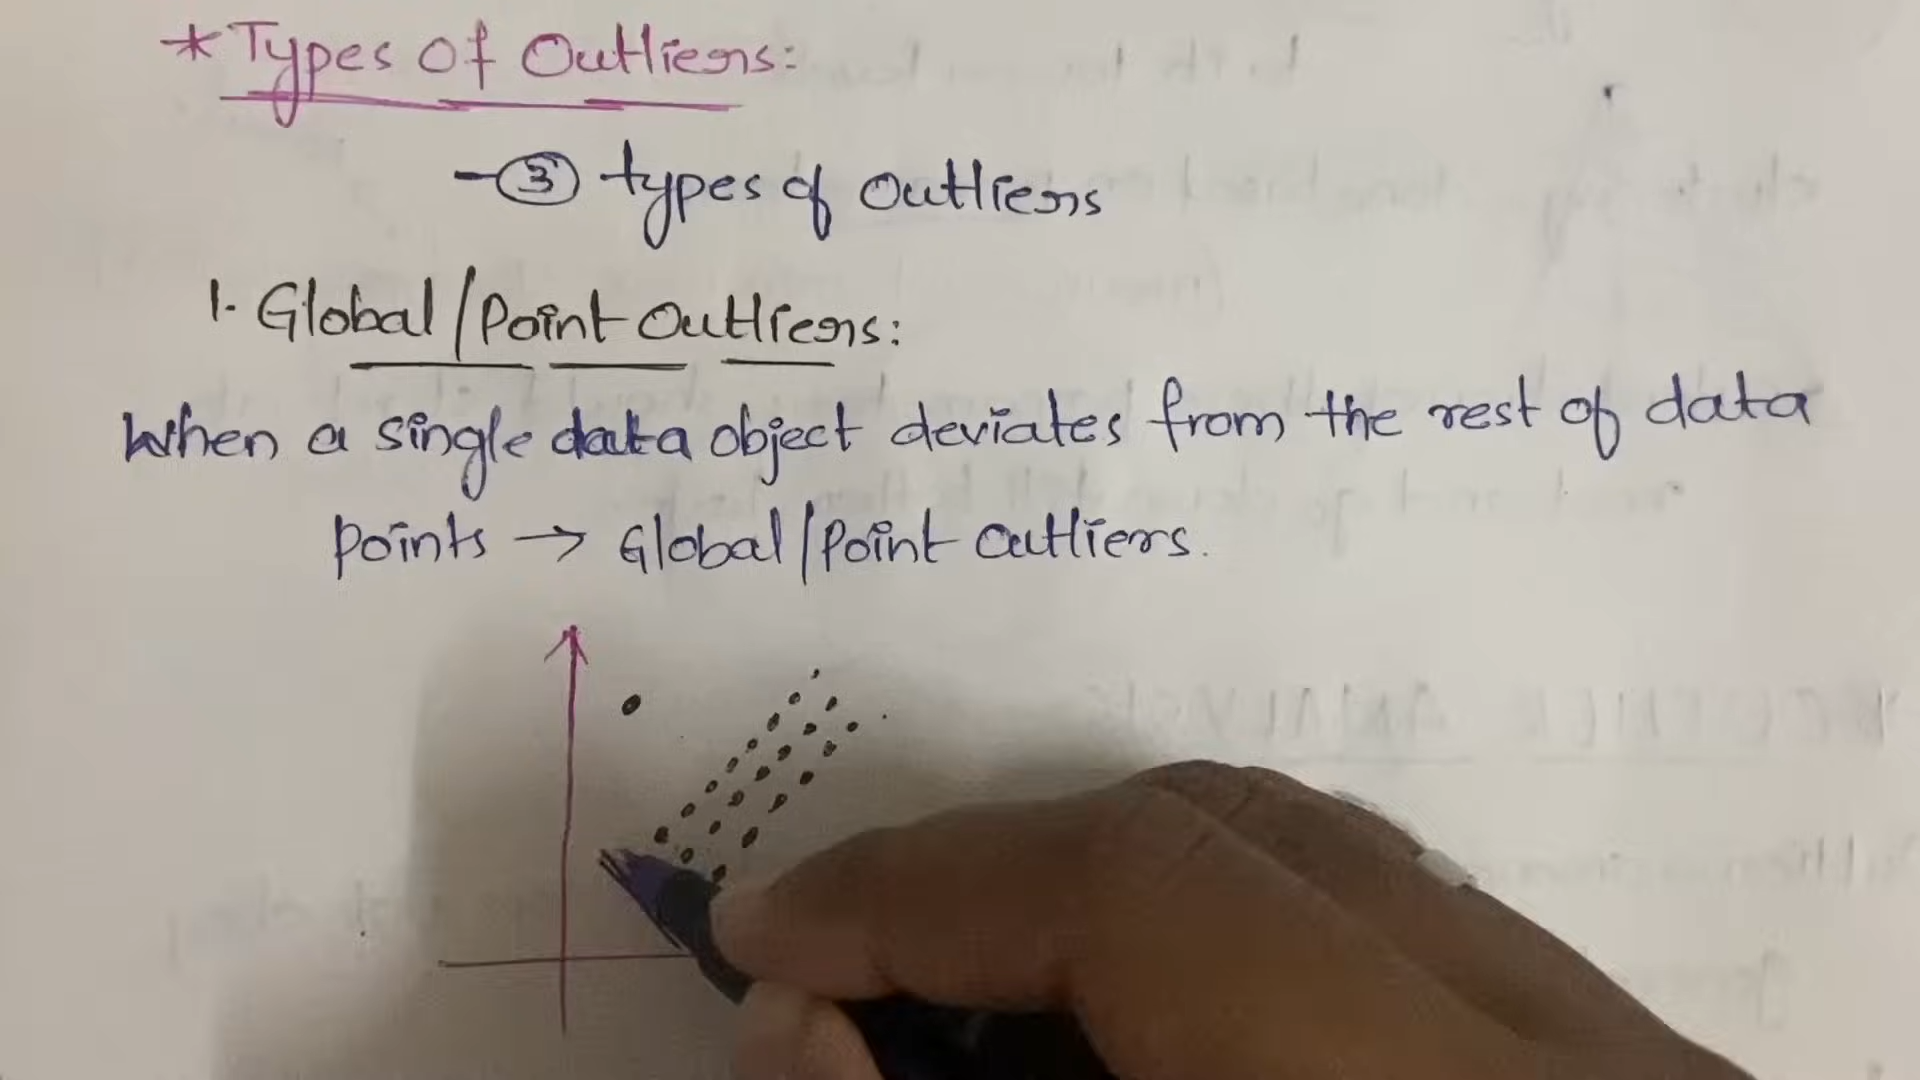 * Types Of Outliers:
- ③ types of Outliers
1. Global/Point Outliers:
When a single data object deviates from the rest of data
points → Global/Point Outliers.